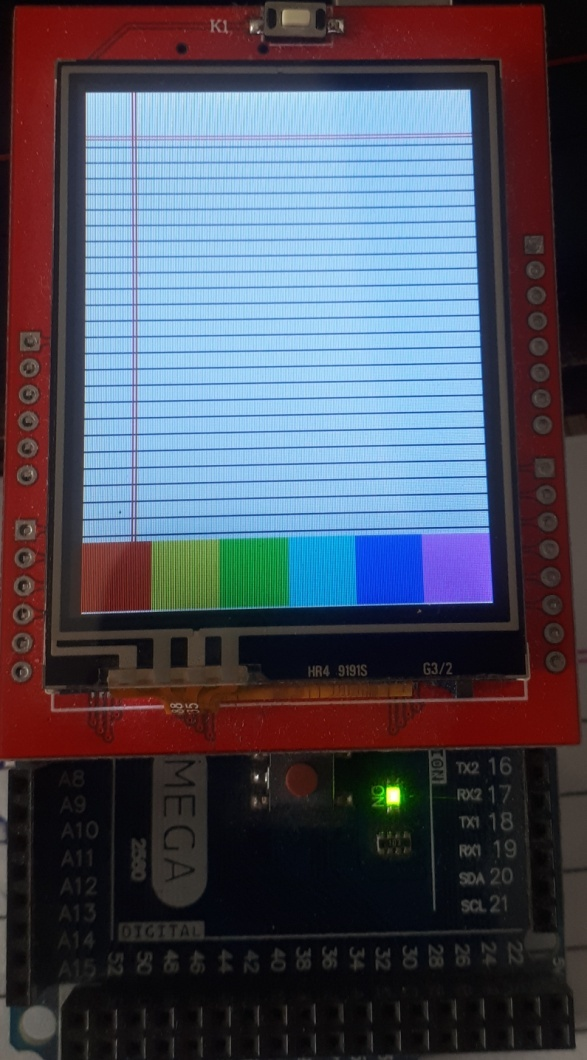 K1
HR4 9191S G3/2
ON
TX2 16
RX2 17
TX1 18
RX1 19
SDA 20
SCL 21
A8
A9
A10
A11
A12
A13
A14
A15
MEGA
2560
DIGITAL
52 50 48 46 44 42 40 38 36 34 32 30 28 26 24 22